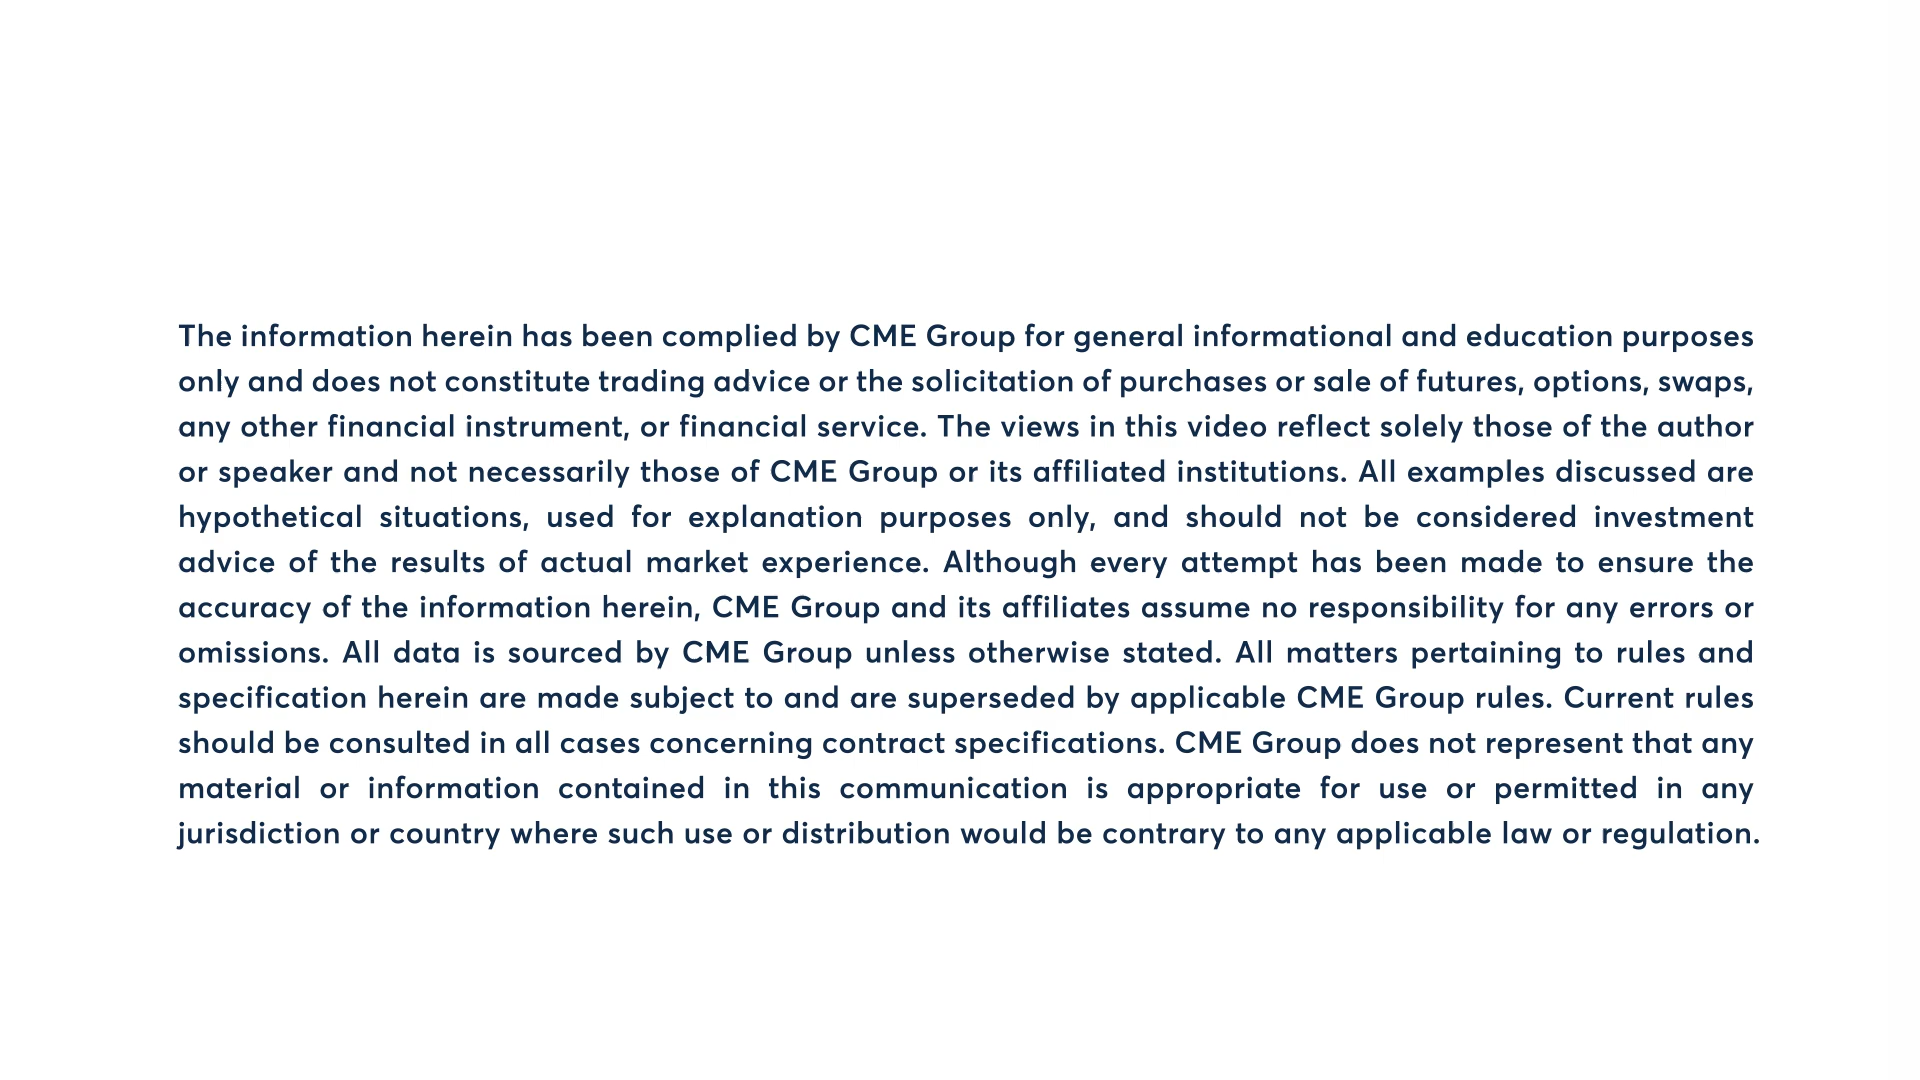 The information herein has been complied by CME Group for general informational and education purposes
only and does not constitute trading advice or the solicitation of purchases or sale of futures, options, swaps,
any other financial instrument, or financial service. The views in this video reflect solely those of the author
or speaker and not necessarily those of CME Group or its affiliated institutions. All examples discussed are
hypothetical situations, used for explanation purposes only, and should not be considered investment
advice of the results of actual market experience. Although every attempt has been made to ensure the
accuracy of the information herein, CME Group and its affiliates assume no responsibility for any errors or
omissions. All data is sourced by CME Group unless otherwise stated. All matters pertaining to rules and
specification herein are made subject to and are superseded by applicable CME Group rules. Current rules
should be consulted in all cases concerning contract specifications. CME Group does not represent that any
material or information contained in this communication is appropriate for use or permitted in any
jurisdiction or country where such use or distribution would be contrary to any applicable law or regulation.